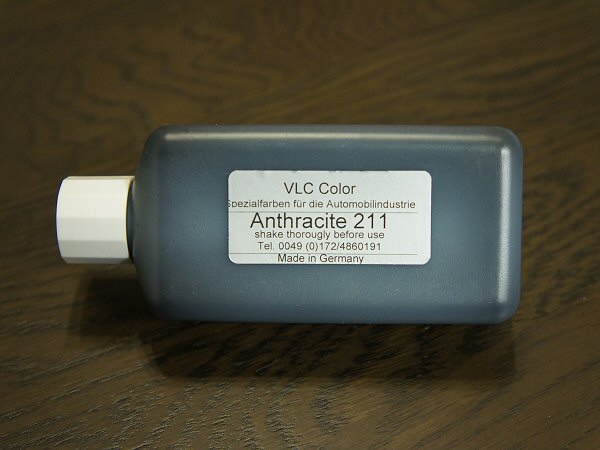 VLC Color
Spezialfarben für die Automobilindustrie
Anthracite 211
shake thorougly before use
Tel. 0049 (0)172/4860191
Made in Germany